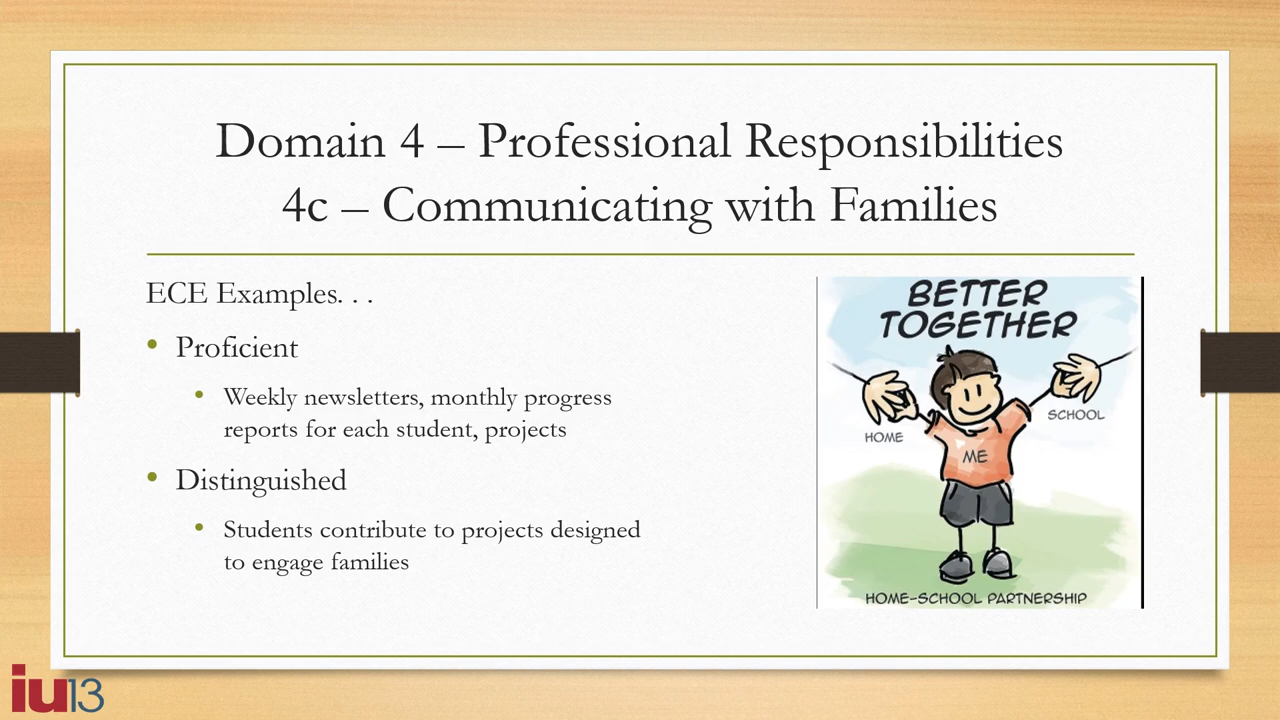 Domain 4 – Professional Responsibilities
4c – Communicating with Families
ECE Examples. . .
• Proficient
• Weekly newsletters, monthly progress
reports for each student, projects
• Distinguished
• Students contribute to projects designed
to engage families
BETTER
TOGETHER
HOME
SCHOOL
ME
HOME-SCHOOL PARTNERSHIP
iu13